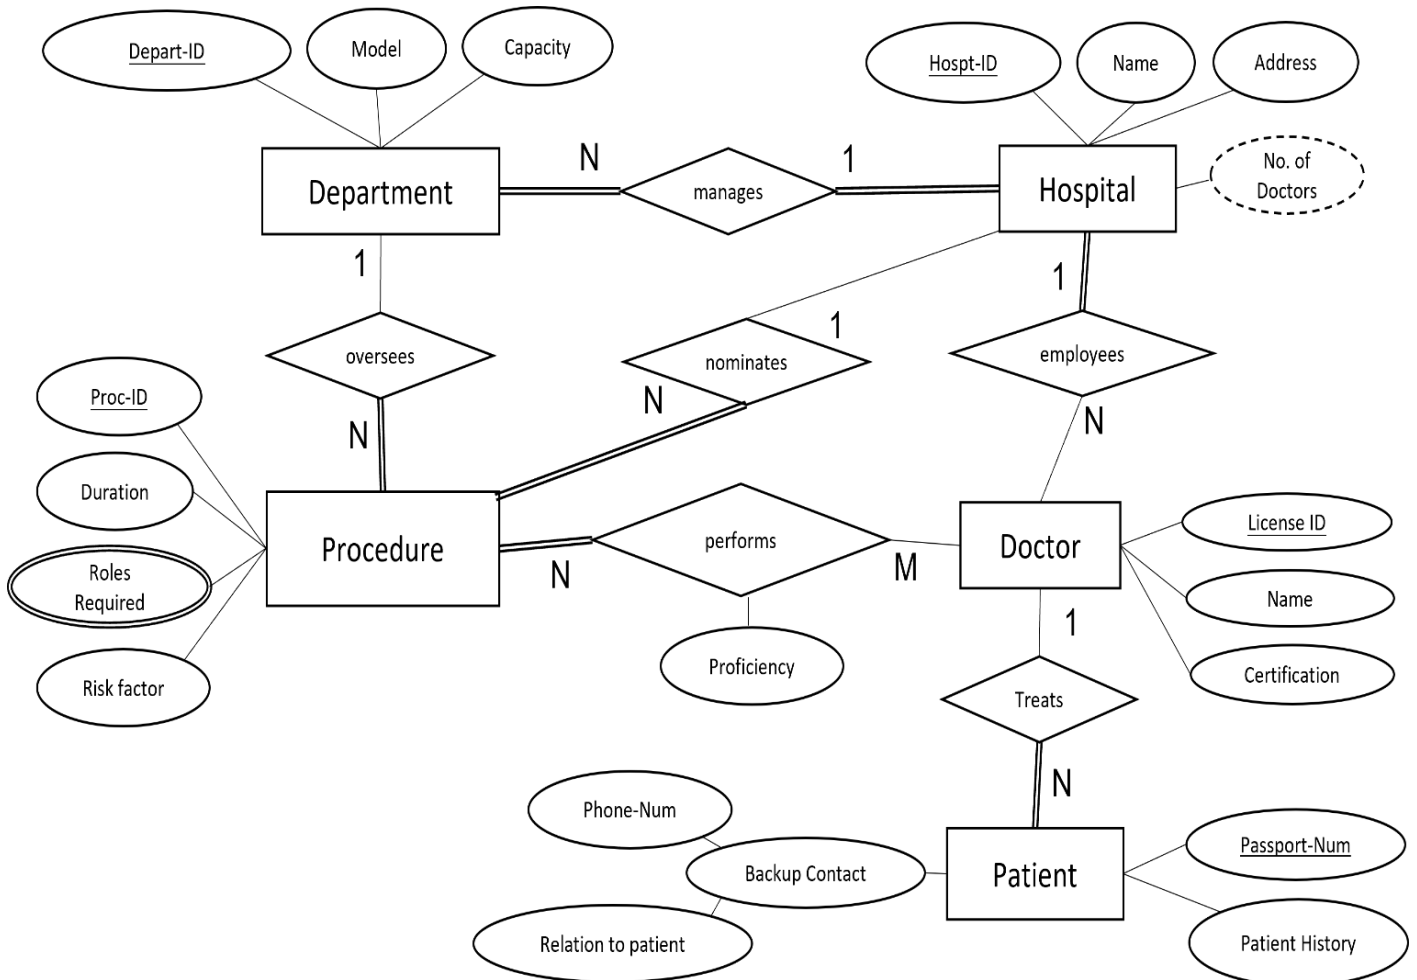 Depart-ID
Model
Capacity
Hospt-ID
Name
Address
Department
N
manages
1
Hospital
No. of
Doctors
1
1
oversees
nominates
1
employees
Proc-ID
N
N
N
Duration
Procedure
performs
Doctor
License ID
Roles
Required
N
M
Name
Risk factor
Proficiency
1
Certification
Treats
N
Phone-Num
Backup Contact
Patient
Passport-Num
Relation to patient
Patient History